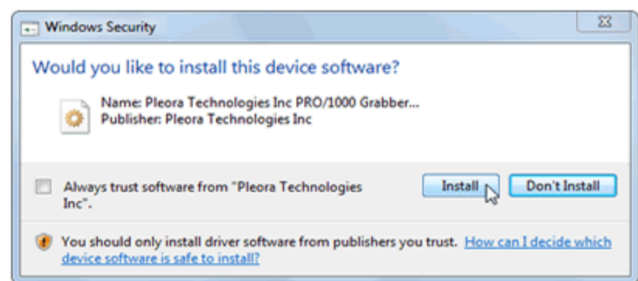 Windows Security
Would you like to install this device software?
Name: Pleora Technologies Inc PRO/1000 Grabber...
Publisher: Pleora Technologies Inc
Always trust software from "Pleora Technologies
Inc".
Install
Don't Install
You should only install driver software from publishers you trust. How can I decide which
device software is safe to install?